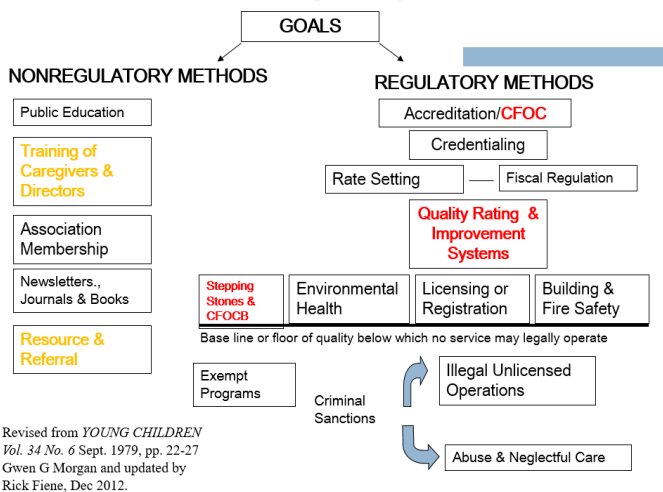 GOALS
NONREGULATORY METHODS
Public Education
Training of
Caregivers &
Directors
Association
Membership
Newsletters.,
Journals & Books
Resource &
Referral
REGULATORY METHODS
Accreditation/CFOC
Credentialing
Rate Setting
Fiscal Regulation
Quality Rating &
Improvement
Systems
Stepping
Stones &
CFOCB
Environmental
Health
Licensing or
Registration
Building &
Fire Safety
Base line or floor of quality below which no service may legally operate
Exempt
Programs
Criminal
Sanctions
Illegal Unlicensed
Operations
Abuse & Neglectful Care
Revised from YOUNG CHILDREN
Vol. 34 No. 6 Sept. 1979, pp. 22-27
Gwen G Morgan and updated by
Rick Fiene, Dec 2012.